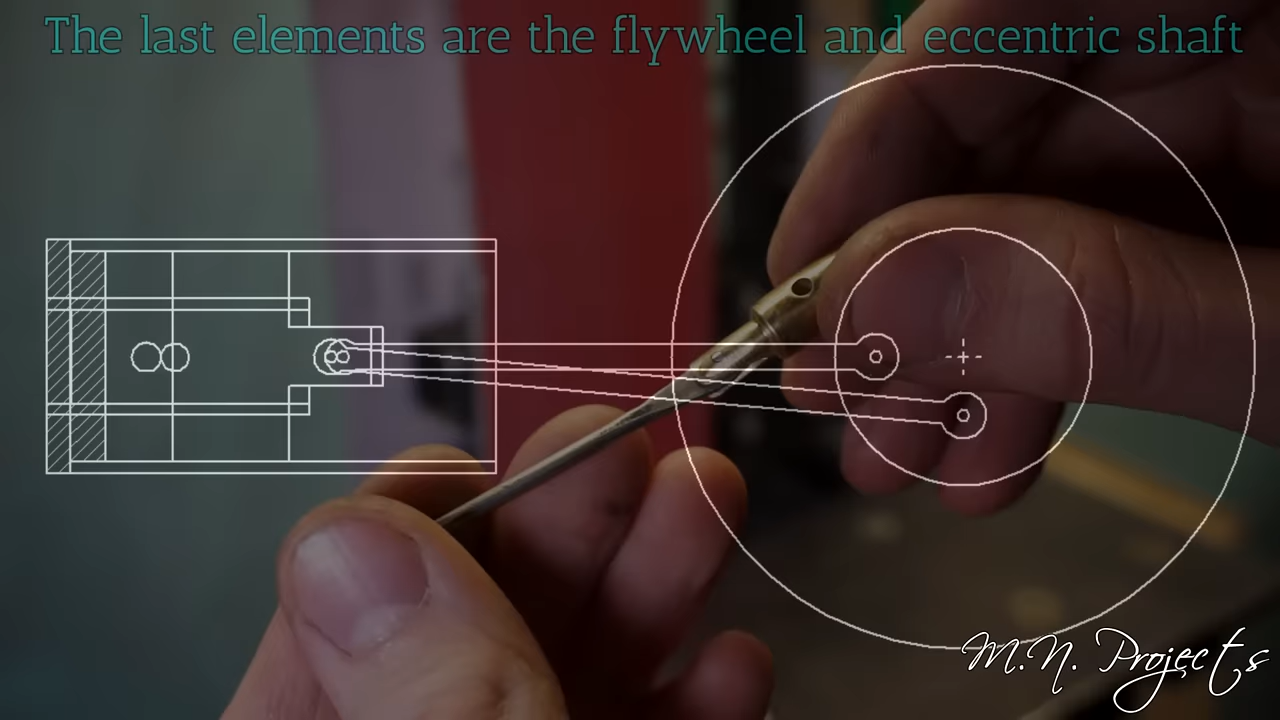 The last elements are the flywheel and eccentric shaft
M.N. Projects